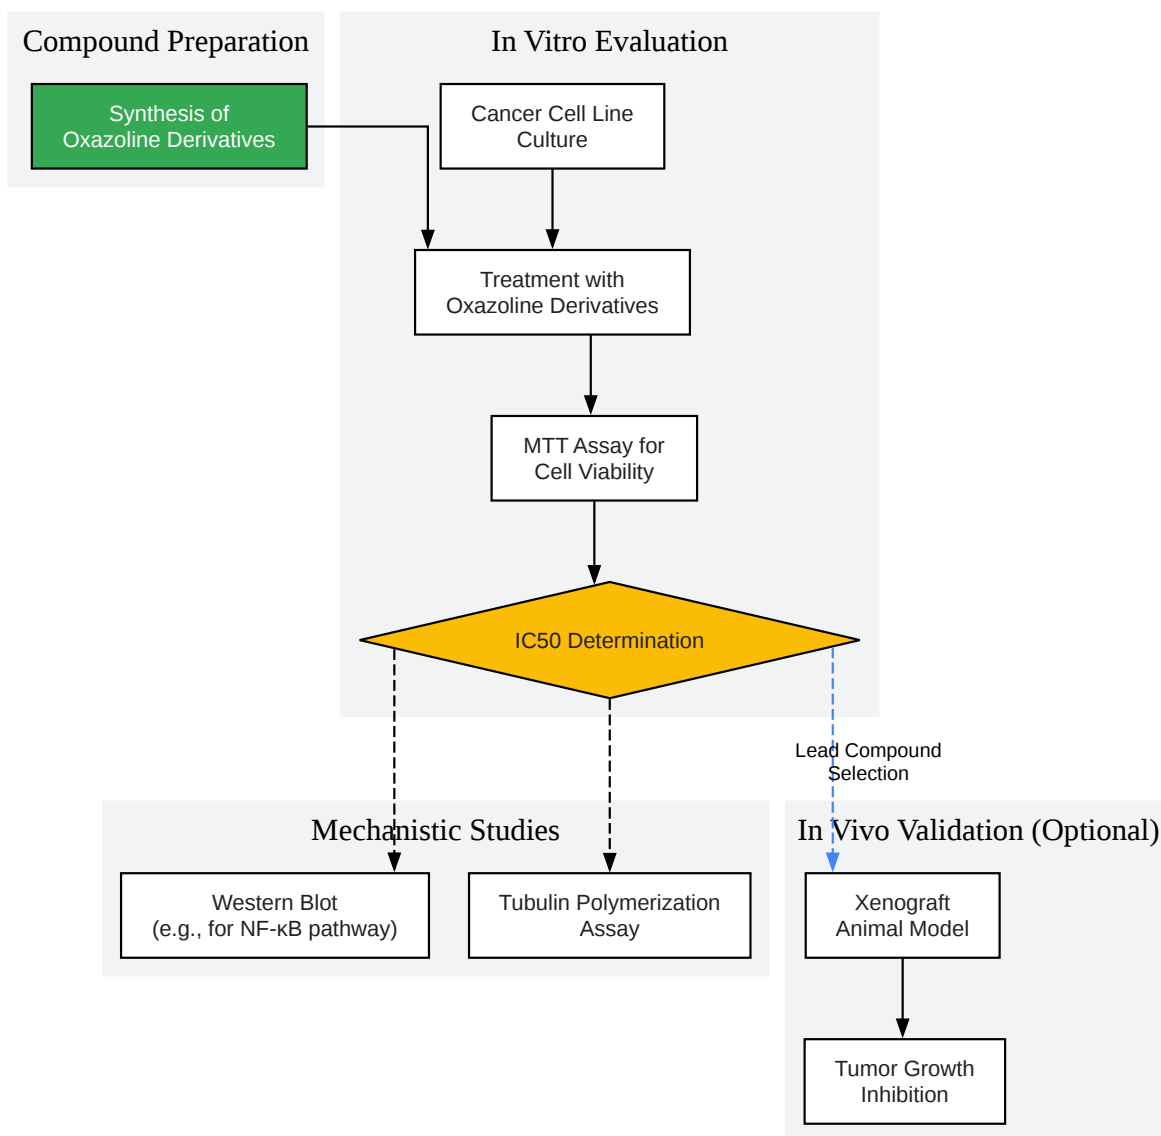 Compound Preparation
Synthesis of
Oxazoline Derivatives
In Vitro Evaluation
Cancer Cell Line
Culture
Treatment with
Oxazoline Derivatives
MTT Assay for
Cell Viability
IC50 Determination
Lead Compound
Selection
Mechanistic Studies
Western Blot
(e.g., for NF-κB pathway)
Tubulin Polymerization
Assay
In Vivo Validation (Optional)
Xenograft
Animal Model
Tumor Growth
Inhibition